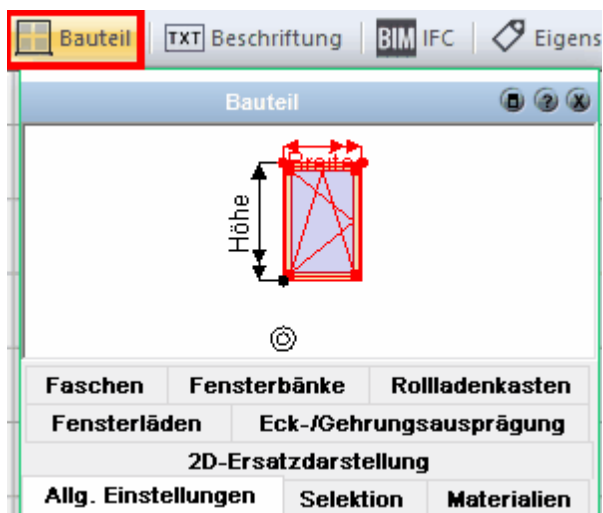 Bauteil TXT Beschriftung BIM IFC Eigens
Bauteil
Breite
Höhe
Faschen Fensterbänke Rollladenkasten
Fensterläden Eck-/Gehrungsausprägung
2D-Ersatzdarstellung
Allg. Einstellungen Selektion Materialien